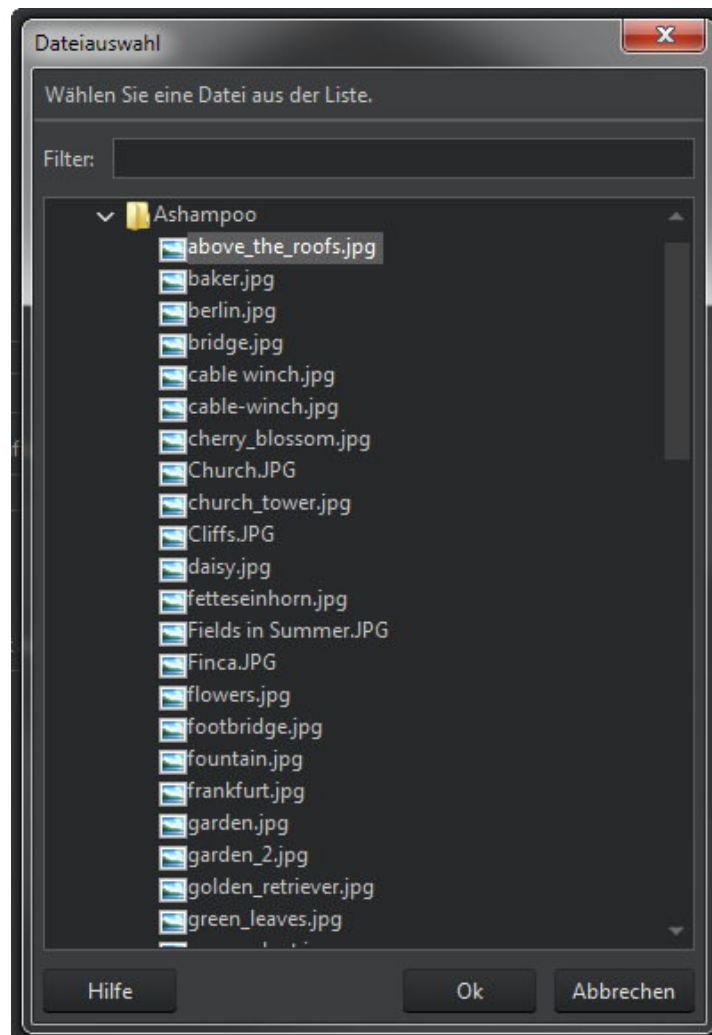 Dateiauswahl
Wählen Sie eine Datei aus der Liste.
Filter:
Ashampoo
above_the_roofs.jpg
baker.jpg
berlin.jpg
bridge.jpg
cable winch.jpg
cable-winch.jpg
cherry_blossom.jpg
Church.JPG
church_tower.jpg
Cliffs.JPG
daisy.jpg
fetteseinhorn.jpg
Fields in Summer.JPG
Finca.JPG
flowers.jpg
footbridge.jpg
fountain.jpg
frankfurt.jpg
garden.jpg
garden_2.jpg
golden_retriever.jpg
green_leaves.jpg
Hilfe
Ok
Abbrechen